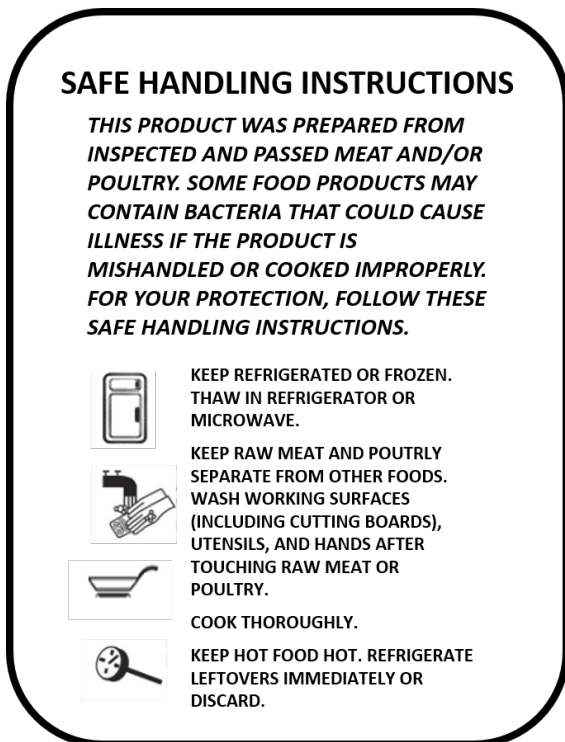 SAFE HANDLING INSTRUCTIONS
THIS PRODUCT WAS PREPARED FROM
INSPECTED AND PASSED MEAT AND/OR
POULTRY. SOME FOOD PRODUCTS MAY
CONTAIN BACTERIA THAT COULD CAUSE
ILLNESS IF THE PRODUCT IS
MISHANDLED OR COOKED IMPROPERLY.
FOR YOUR PROTECTION, FOLLOW THESE
SAFE HANDLING INSTRUCTIONS.
KEEP REFRIGERATED OR FROZEN.
THAW IN REFRIGERATOR OR
MICROWAVE.
KEEP RAW MEAT AND POUTRLY
SEPARATE FROM OTHER FOODS.
WASH WORKING SURFACES
(INCLUDING CUTTING BOARDS),
UTENSILS, AND HANDS AFTER
TOUCHING RAW MEAT OR
POULTRY.
COOK THOROUGHLY.
KEEP HOT FOOD HOT. REFRIGERATE
LEFTOVERS IMMEDIATELY OR
DISCARD.